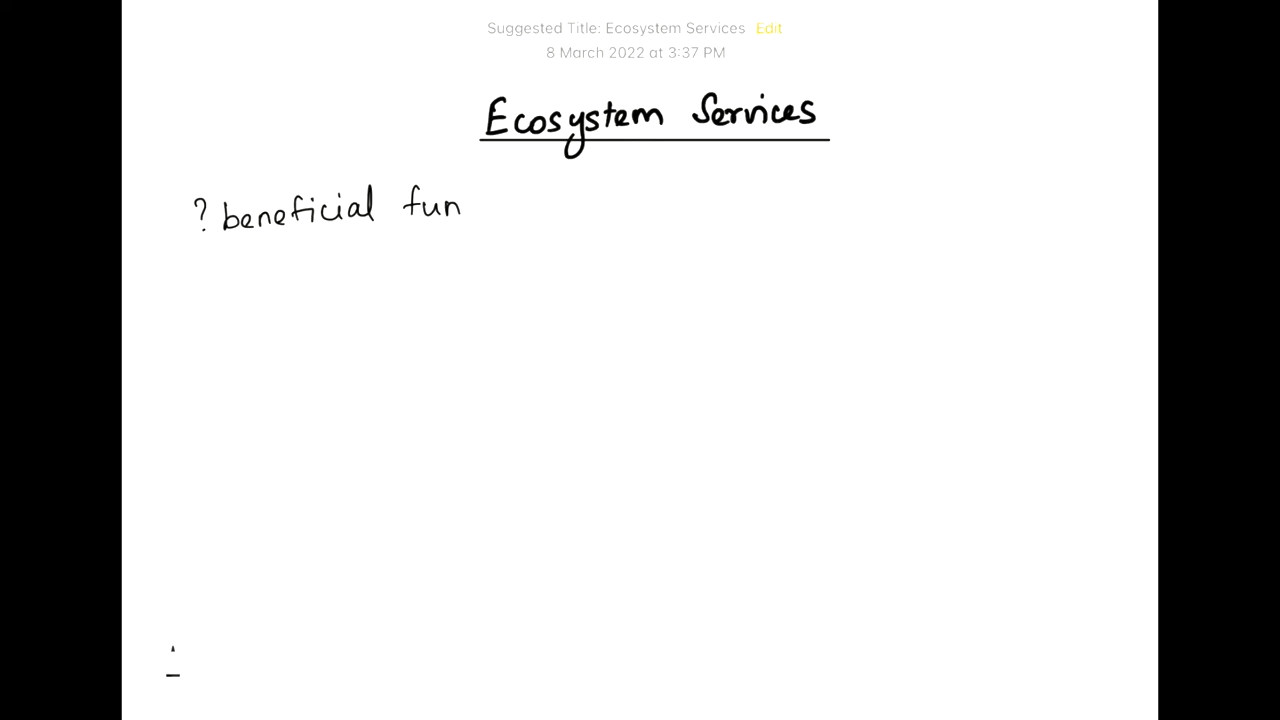 Suggested Title: Ecosystem Services Edit
8 March 2022 at 3:37 PM
Ecosystem Services
? beneficial fun